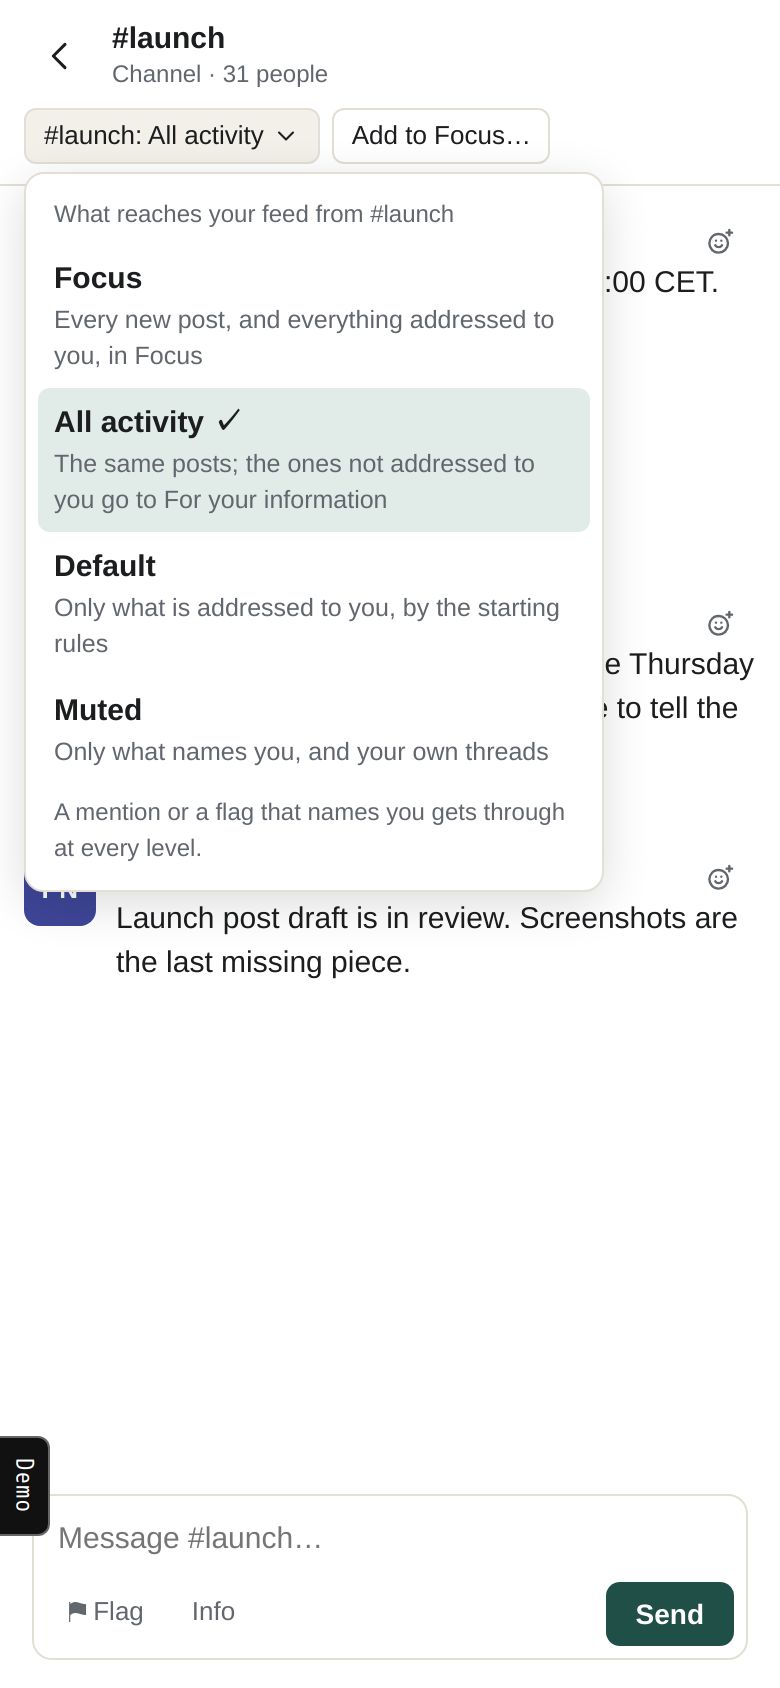 #launch
Channel · 31 people
#launch: All activity
Add to Focus…
What reaches your feed from #launch
Focus
Every new post, and everything addressed to
you, in Focus
All activity ✓
The same posts; the ones not addressed to
you go to For your information
Default
Only what is addressed to you, by the starting
rules
Muted
Only what names you, and your own threads
A mention or a flag that names you gets through
at every level.
:00 CET.
Thursday
to tell the
Launch post draft is in review. Screenshots are
the last missing piece.
Demo
Message #launch…
Flag
Info
Send